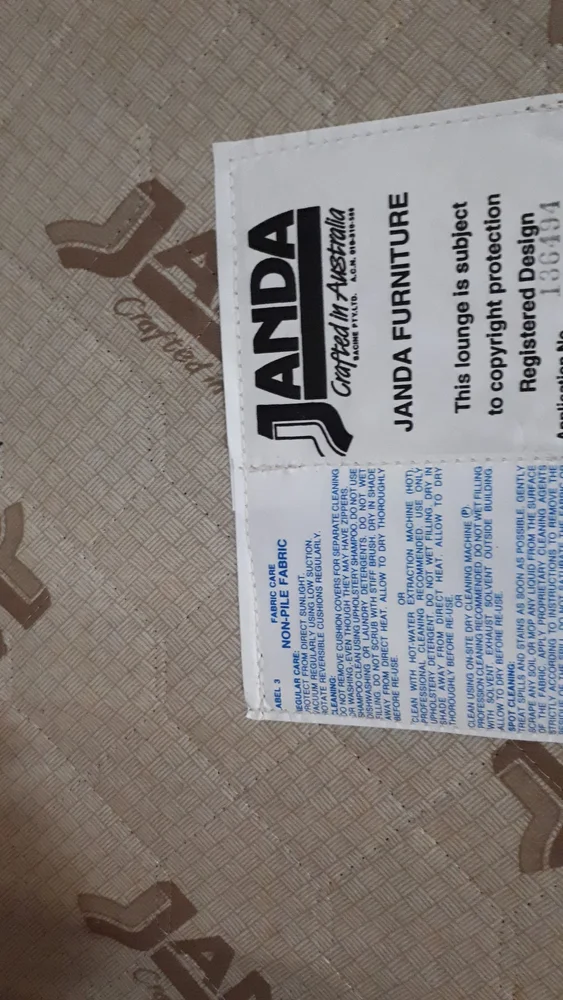 JANDA
Crafted in Australia
JANDA FURNITURE
This lounge is subject
to copyright protection
Registered Design
136494
Application No
FABRIC CARE
ABEL 3
NON-PILE FABRIC
EGULAR CARE:
ROTECT FROM DIRECT SUNLIGHT.
VACUUM REGULARLY USING LOW SUCTION.
ROTATE REVERSIBLE CUSHIONS REGULARLY.
CLEANING:
DO NOT REMOVE CUSHION COVERS FOR SEPARATE CLEANING
OR WASHING, EVEN THOUGH THEY MAY HAVE ZIPPERS.
SHAMPOO CLEAN USING UPHOLSTERY SHAMPOO. DO NOT USE
DISHWASHING OR LAUNDRY DETERGENTS. DO NOT WET
FILLING. DO NOT SCRUB WITH STIFF BRUSH. DRY IN SHADE
AWAY FROM DIRECT HEAT. ALLOW TO DRY THOROUGHLY
BEFORE RE-USE.
OR
CLEAN WITH HOT-WATER EXTRACTION MACHINE (HOT)
PROFESSIONAL CLEANING RECOMMENDED. USE ONLY
UPHOLSTERY DETERGENT. DO NOT WET FILLING. DRY IN
SHADE AWAY FROM DIRECT HEAT. ALLOW TO DRY
THOROUGHLY BEFORE RE-USE.
OR
CLEAN USING ON-SITE DRY CLEANING MACHINE (P)
PROFESSION CLEANING RECOMMENDED. DO NOT WET FILLING
WITH SOLVENT. EXHAUST SOLVENT OUTSIDE BUILDING
ALLOW TO DRY BEFORE RE-USE.
SPOT CLEANING:
TREAT SPILLS AND STAINS AS SOON AS POSSIBLE. GENTLY
SCRAPE ANY SOIL OR MOP ANY LIQUID FROM THE SURFACE
OF THE FABRIC. APPLY PROPRIETARY CLEANING AGENTS
STRICTLY ACCORDING TO INSTRUCTIONS TO REMOVE THE
JANDA
Crafted in
JANDA